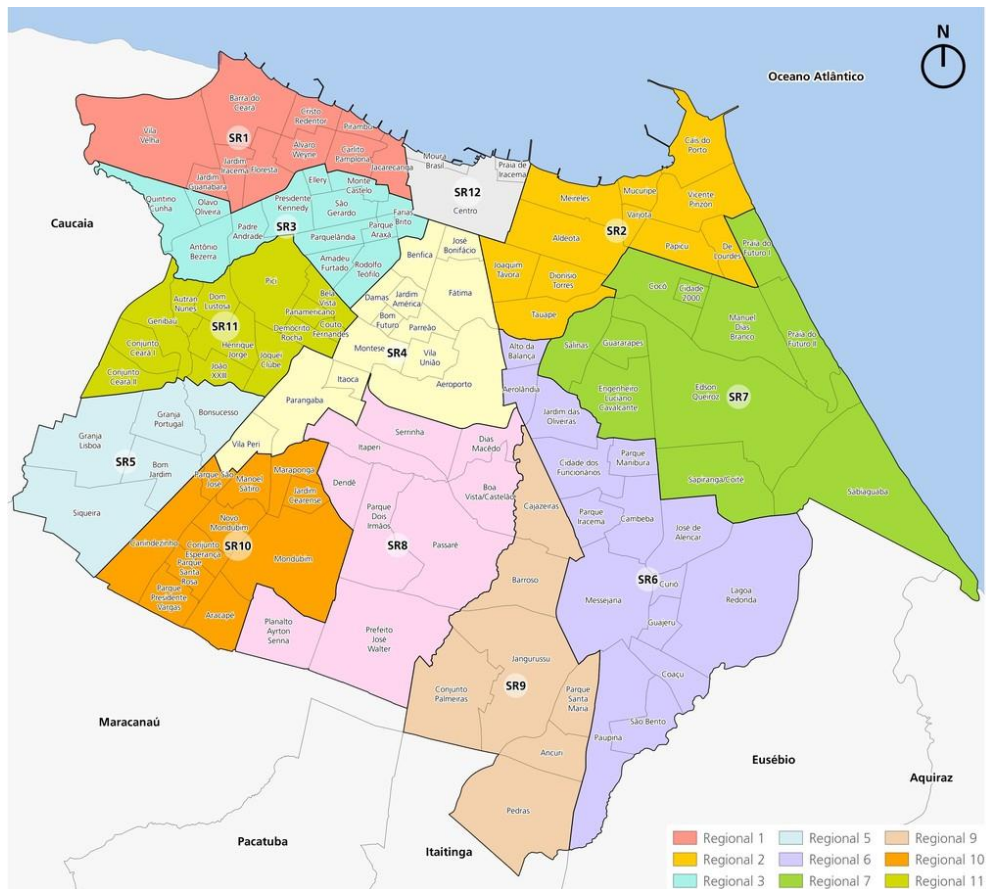 N
Oceano Atlântico
Barra do
Ceará
Cristo
Redentor
Pirambu
Vila
Velha
SR1
Álvaro
Weyne
Carlito
Pamplona
Jacarecanga
Jardim
Iracema
Floresta
Jardim
Guanabara
Moura
Brasil
Praia de
Iracema
SR12
Centro
Cais do
Porto
Mucuripe
Vicente
Pinzón
Meireles
Varjota
SR2
Aldeota
Papicu
De
Lourdes
Joaquim
Távora
Dionísio
Torres
Tauape
Caucaia
Quintino
Cunha
Olavo
Oliveira
Ellery
Monte
Castelo
Presidente
Kennedy
São
Gerardo
Farias
Brito
SR3
Padre
Andrade
Parquelândia
Parque
Araxá
Antônio
Bezerra
Amadeu
Furtado
Rodolfo
Teófilo
Praia do
Futuro I
Cocó
Cidade
2000
Manuel
Dias
Branco
Praia do
Futuro II
Salinas
Guararapes
Engenheiro
Luciano
Cavalcante
Edson
Queiroz
SR7
Sapiranga/Coité
Sabiaguaba
José
Bonifácio
Benfica
Damas
Jardim
América
Fátima
Bom
Futuro
Parreão
Montese
SR4
Vila
União
Aeroporto
Itaoca
Parangaba
Vila Peri
Pici
Autran
Nunes
Dom
Lustosa
Bela
Vista
Panamericano
Genibaú
SR11
Henrique
Jorge
Democrito
Rocha
Couto
Fernandes
Conjunto
Ceará I
João
XXIII
Jóquei
Clube
Conjunto
Ceará II
Granja
Portugal
Bonsucesso
Granja
Lisboa
SR5
Bom
Jardim
Siqueira
Alto da
Balança
Aerolândia
Jardim das
Oliveiras
Cidade dos
Funcionários
Parque
Manibura
Parque
Iracema
Cambeba
José de
Alencar
SR6
Curió
Messejana
Guajeru
Lagoa
Redonda
Coaçu
São Bento
Paupina
Serrinha
Itaperi
Dias
Macêdo
Dendê
Boa
Vista/Castelão
Parque
Dois
Irmãos
SR8
Passaré
Planalto
Ayrton
Senna
Prefeito
José
Walter
Parque São
José
Manoel
Sátiro
Maraponga
Jardim
Cearense
Novo
Mondubim
Canindezinho
Conjunto
Esperança
SR10
Mondubim
Parque
Santa
Rosa
Parque
Presidente
Vargas
Aracapé
Cajazeiras
Barroso
Jangurussu
Conjunto
Palmeiras
SR9
Parque
Santa
Maria
Ancuri
Pedras
Maracanaú
Pacatuba
Itaitinga
Eusébio
Aquiraz
Regional 1
Regional 5
Regional 9
Regional 2
Regional 6
Regional 10
Regional 3
Regional 7
Regional 11